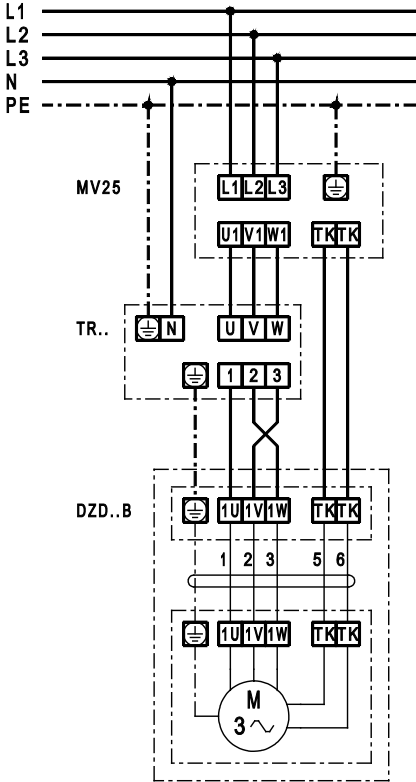 L1
L2
L3
N
PE
MV25 L1 L2 L3
U1 V1 W1 TK TK
TR.. N U V W
1 2 3
DZD..B 1U 1V 1W TK TK
1 2 3 5 6
1U 1V 1W TK TK
M
3